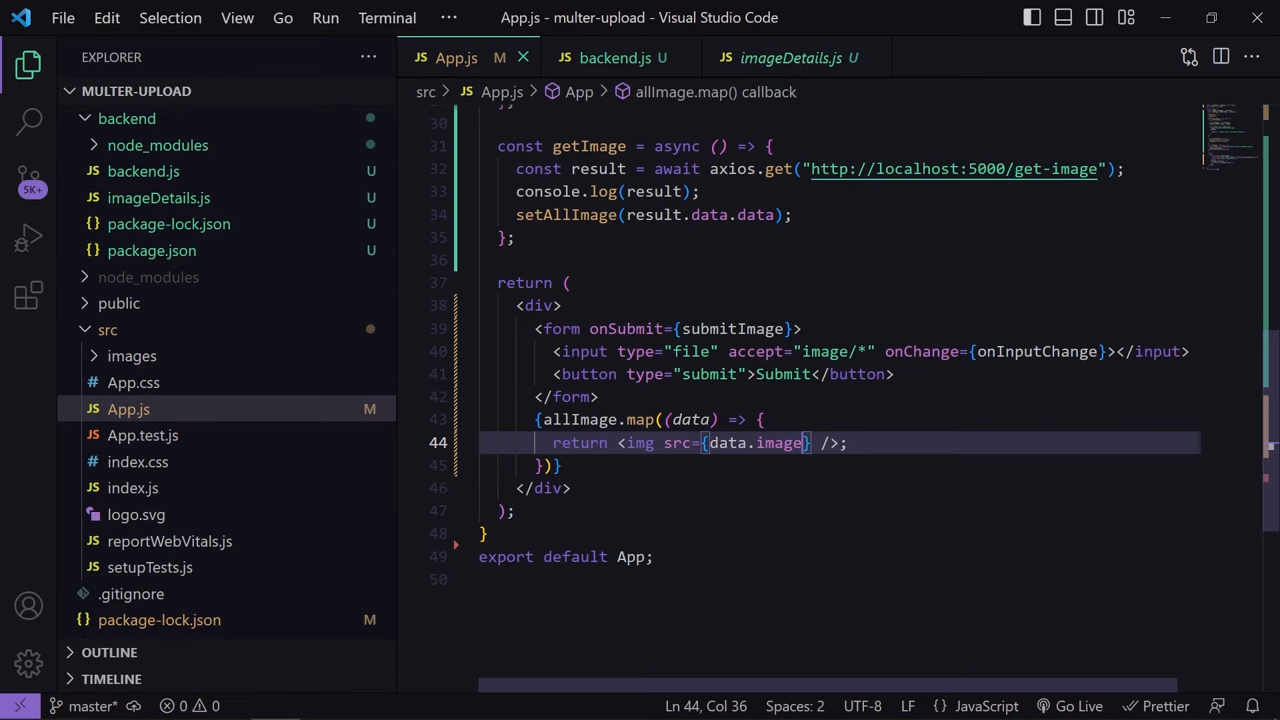 File Edit Selection View Go Run Terminal ··· App.js - multer-upload - Visual Studio Code
EXPLORER ···
MULTER-UPLOAD
backend
node_modules
backend.js U
imageDetails.js U
package-lock.json U
package.json U
node_modules
public
src
images
App.css
App.js M
App.test.js
index.css
index.js
logo.svg
reportWebVitals.js
setupTests.js
.gitignore
package-lock.json M
OUTLINE
TIMELINE
5K+
JS App.js M JS backend.js U JS imageDetails.js U
src > JS App.js > App > allImage.map() callback
30
31 const getImage = async () => {
32 const result = await axios.get("http://localhost:5000/get-image");
33 console.log(result);
34 setAllImage(result.data.data);
35 };
36
37 return (
38 <div>
39 <form onSubmit={submitImage}>
40 <input type="file" accept="image/*" onChange={onInputChange}></input>
41 <button type="submit">Submit</button>
42 </form>
43 {allImage.map((data) => {
44 return <img src={data.image} />;
45 })}
46 </div>
47 );
48 }
49 export default App;
50
master* 0 0 Ln 44, Col 36 Spaces: 2 UTF-8 LF {} JavaScript Go Live Prettier